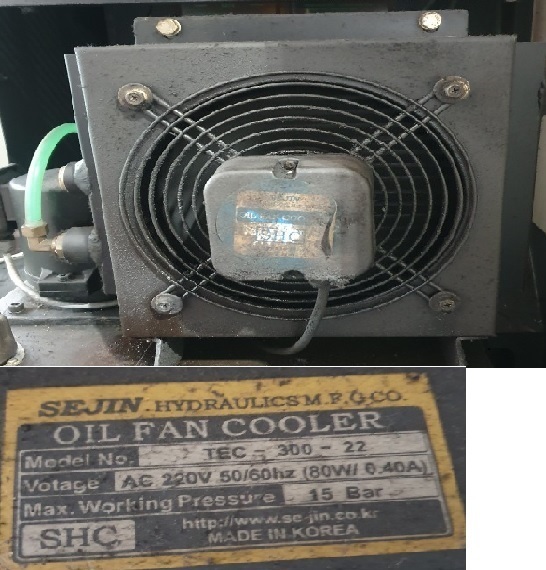 SHC
SEJIN HYDRAULICS M.F.G CO.
OIL FAN COOLER
Model No. TEC - 300 - 22
Votage AC 220V 50/60hz (80W/ 0.40A)
Max. Working Pressure 15 Bar
http://www.se-jin.co.kr
SHC MADE IN KOREA